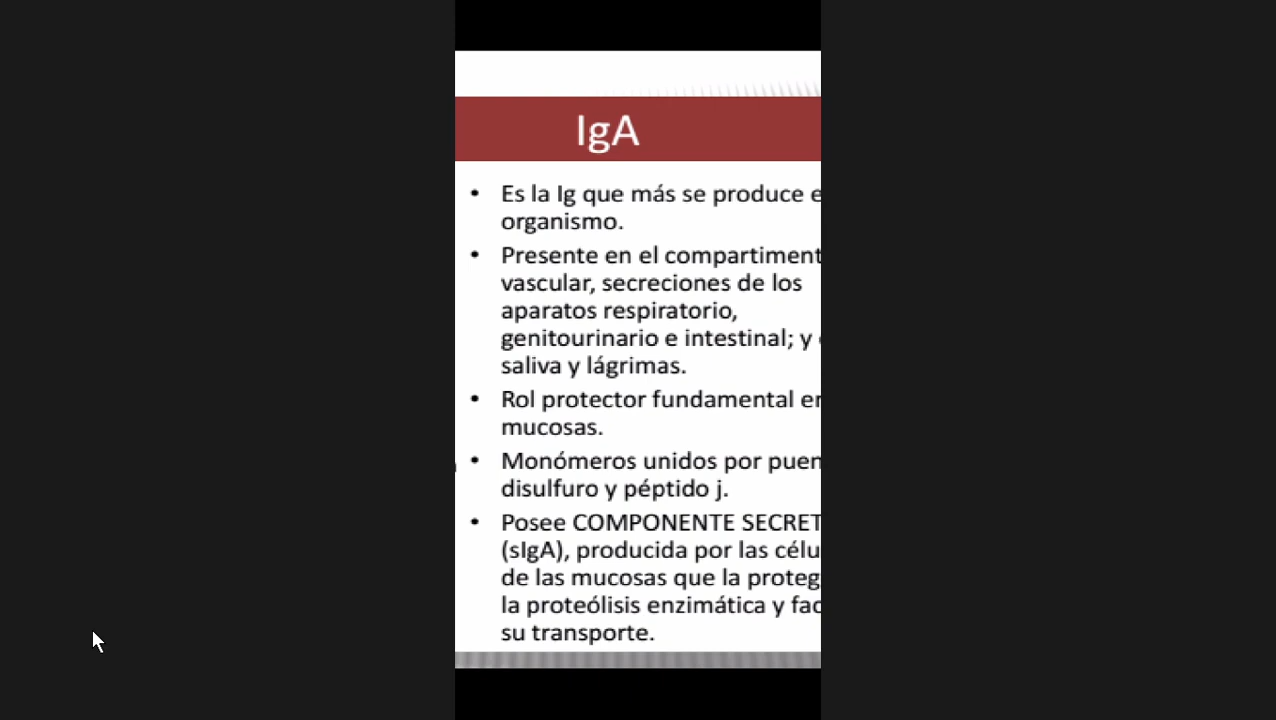 IgA
• Es la Ig que más se produce e
organismo.
• Presente en el compartiment
vascular, secreciones de los
aparatos respiratorio,
genitourinario e intestinal; y
saliva y lágrimas.
• Rol protector fundamental en
mucosas.
• Monómeros unidos por puen
disulfuro y péptido j.
• Posee COMPONENTE SECRET
(sIgA), producida por las célu
de las mucosas que la proteg
la proteólisis enzimática y fac
su transporte.